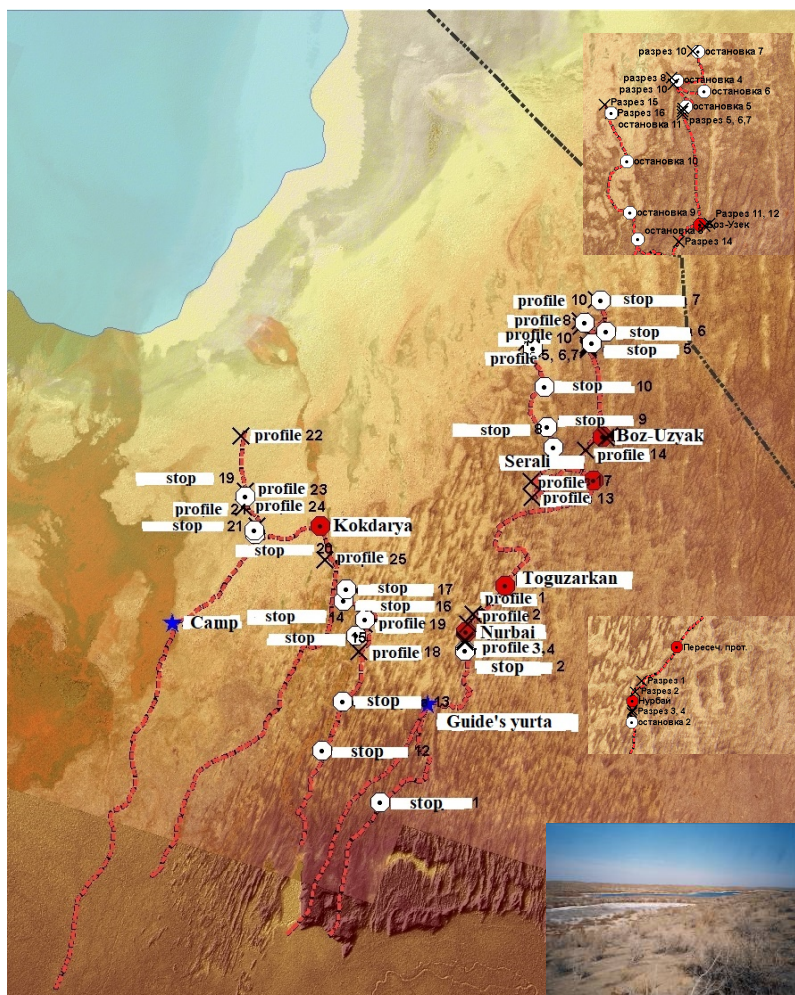 разрез 10 остановка 7
разрез 8 остановка 4
разрез 10
остановка 6
Разрез 15
остановка 5
Разрез 16
разрез 5, 6,7
остановка 11
остановка 10
остановка 9
Разрез 11, 12
Боз-Узек
остановка 8
Разрез 14
profile 10 stop 7
profile 8
stop 6
profile 10
stop 5
profile 5, 6,7
stop 10
stop 9
stop 8
Boz-Uzyak
profile 22
profile 14
Serali
stop 19
profile 17
profile 23
profile 13
profile 24
stop 21
Kokdarya
stop 20
profile 25
Toguzarkan
stop 17
profile 1
stop 16
stop 14
profile 2
Camp
profile 19
Nurbai
stop 15
profile 3, 4
profile 18
stop 2
Пересеч. прот.
Разрез 1
Разрез 2
Нурбай
Разрез 3, 4
остановка 2
stop 13
Guide's yurta
stop 12
stop 1